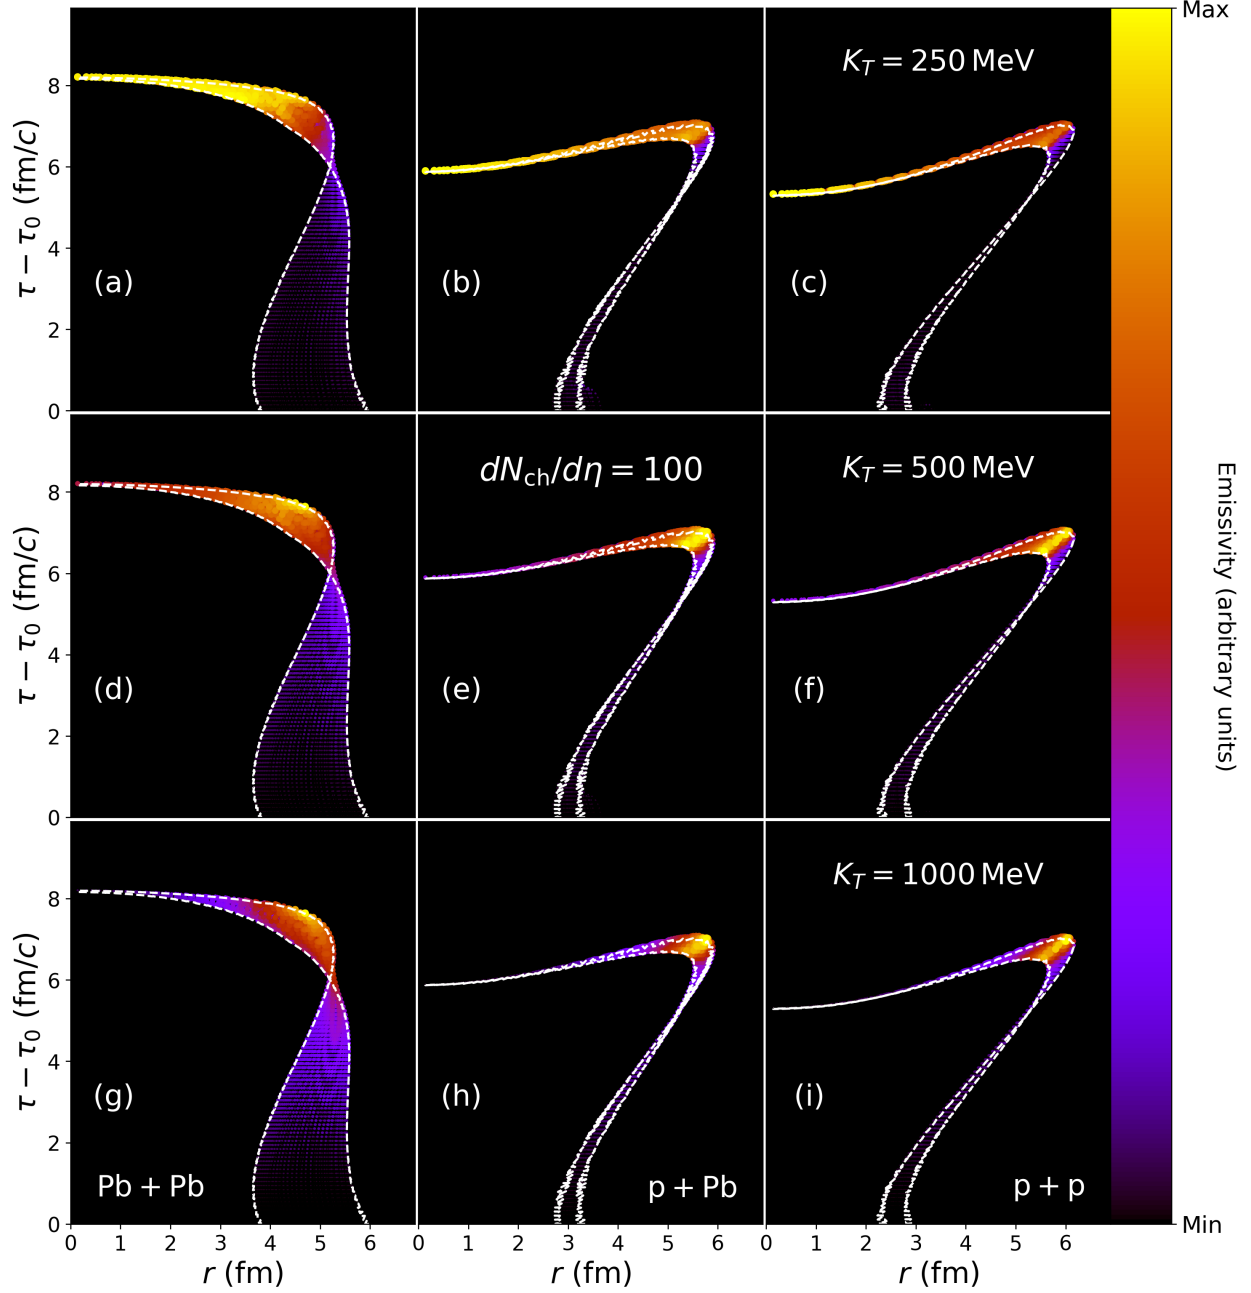 Max
K_T = 250 MeV
8
6
4
2
0
τ − τ₀ (fm/c)
(a)
(b)
(c)
dN_ch/dη = 100
K_T = 500 MeV
8
6
4
2
0
τ − τ₀ (fm/c)
(d)
(e)
(f)
Emissivity (arbitrary units)
K_T = 1000 MeV
8
6
4
2
0
τ − τ₀ (fm/c)
(g)
(h)
(i)
Pb + Pb
p + Pb
p + p
Min
0 1 2 3 4 5 6
0 1 2 3 4 5 6
0 1 2 3 4 5 6
r (fm)
r (fm)
r (fm)